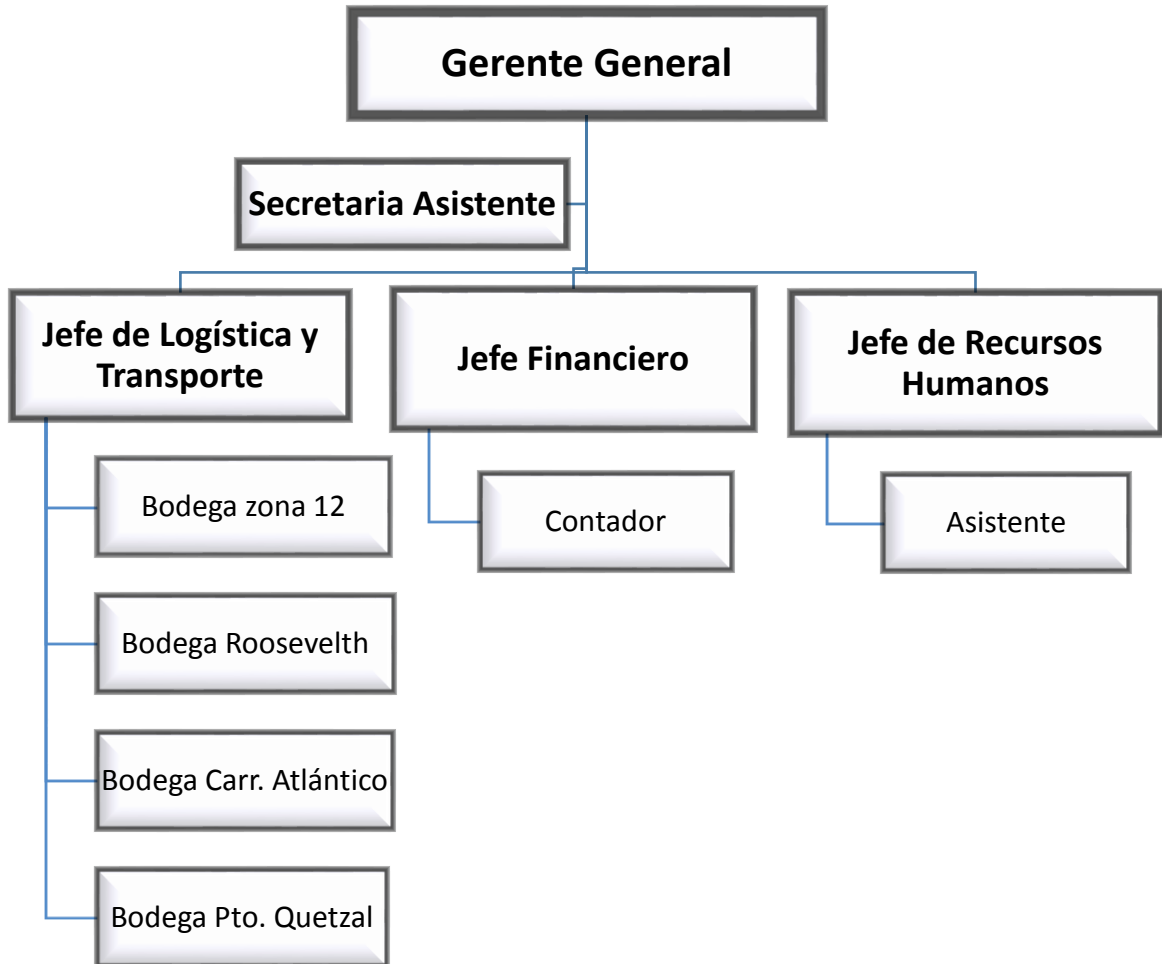 Gerente General
Secretaria Asistente
Jefe de Logística y
Transporte
Jefe Financiero
Jefe de Recursos
Humanos
Bodega zona 12
Contador
Asistente
Bodega Roosevelth
Bodega Carr. Atlántico
Bodega Pto. Quetzal